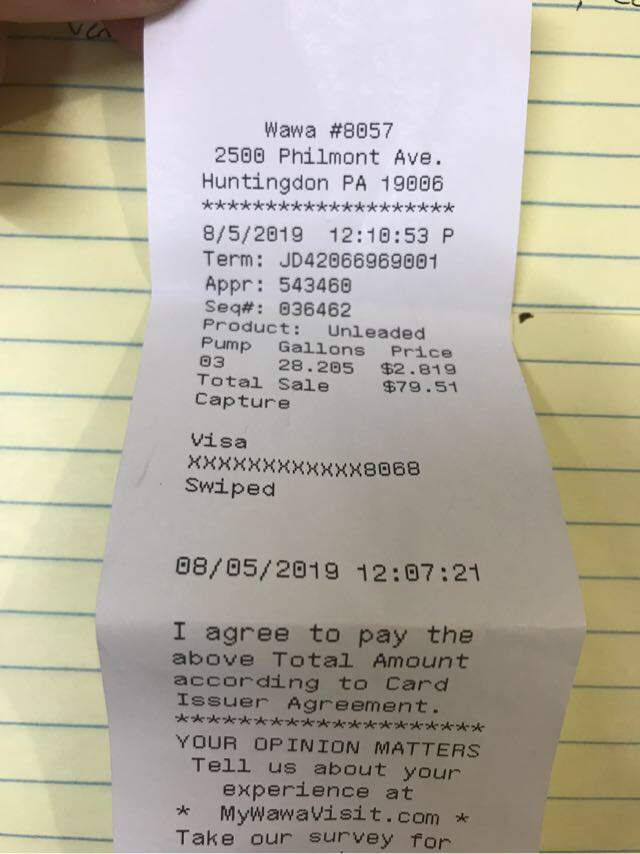 Wawa #8057
2500 Philmont Ave.
Huntingdon PA 19006
********************
8/5/2019 12:10:53 P
Term: JD42066969001
Appr: 543460
Seq#: 036462
Product: Unleaded
Pump Gallons Price
03 28.205 $2.819
Total Sale $79.51
Capture
Visa
XXXXXXXXXXXX8068
Swiped
08/05/2019 12:07:21
I agree to pay the
above Total Amount
according to Card
Issuer Agreement.
********************
YOUR OPINION MATTERS
Tell us about your
experience at
* MyWawaVisit.com *
Take our survey for